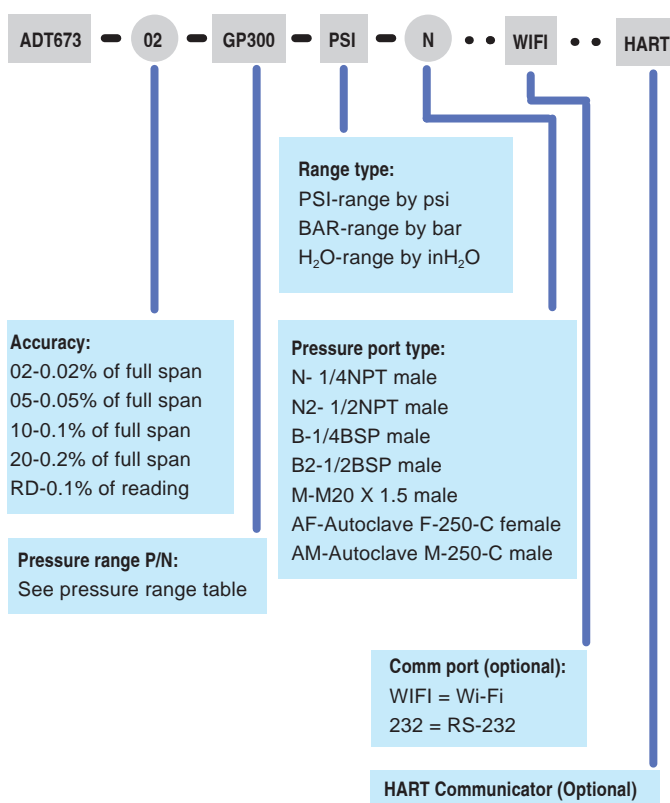 ADT673 02 GP300 PSI N WIFI HART
Range type:
PSI-range by psi
BAR-range by bar
H₂O-range by inH₂O
Accuracy:
02-0.02% of full span
05-0.05% of full span
10-0.1% of full span
20-0.2% of full span
RD-0.1% of reading
Pressure port type:
N- 1/4NPT male
N2- 1/2NPT male
B-1/4BSP male
B2-1/2BSP male
M-M20 X 1.5 male
AF-Autoclave F-250-C female
AM-Autoclave M-250-C male
Pressure range P/N:
See pressure range table
Comm port (optional):
WIFI = Wi-Fi
232 = RS-232
HART Communicator (Optional)